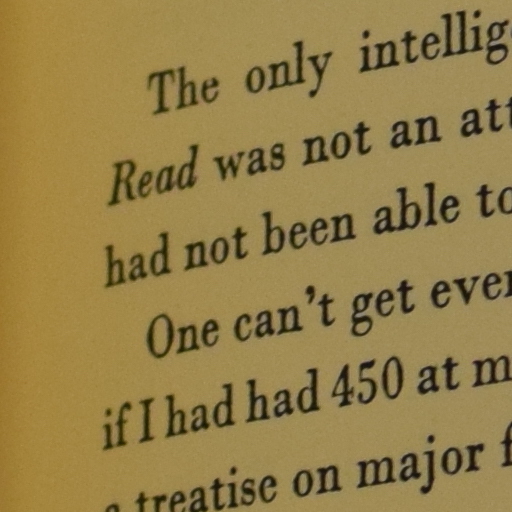 The only intellig
Read was not an att
had not been able to
One can't get ever
if I had had 450 at m
a treatise on major f